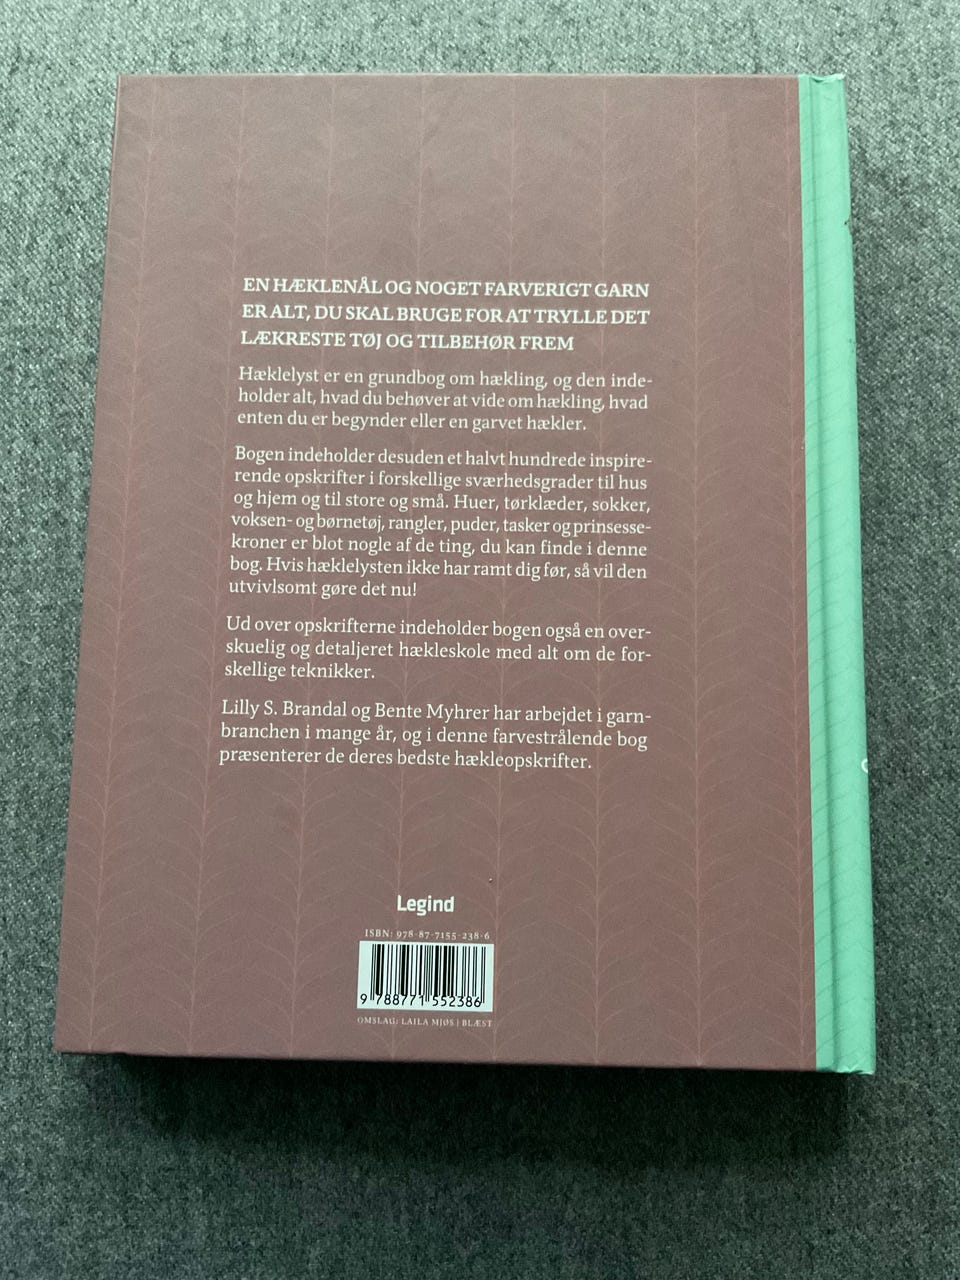 EN HÆKLENÅL OG NOGET FARVERIGT GARN
ER ALT, DU SKAL BRUGE FOR AT TRYLLE DET
LÆKRESTE TØJ OG TILBEHØR FREM
Hæklelyst er en grundbog om hækling, og den inde-
holder alt, hvad du behøver at vide om hækling, hvad
enten du er begynder eller en garvet hækler.
Bogen indeholder desuden et halvt hundrede inspire-
rende opskrifter i forskellige sværhedsgrader til hus
og hjem og til store og små. Huer, tørklæder, sokker,
voksen- og børnetøj, rangler, puder, tasker og prinsesse-
kroner er blot nogle af de ting, du kan finde i denne
bog. Hvis hæklelysten ikke har ramt dig før, så vil den
utvivlsomt gøre det nu!
Ud over opskrifterne indeholder bogen også en over-
skuelig og detaljeret hækleskole med alt om de for-
skellige teknikker.
Lilly S. Brandal og Bente Myhrer har arbejdet i garn-
branchen i mange år, og i denne farvestrålende bog
præsenterer de deres bedste hækleopskrifter.
Legind
ISBN: 978-87-7155-238-6
9 788771 552386
OMSLAG: LAILA MJØS | BLÆST